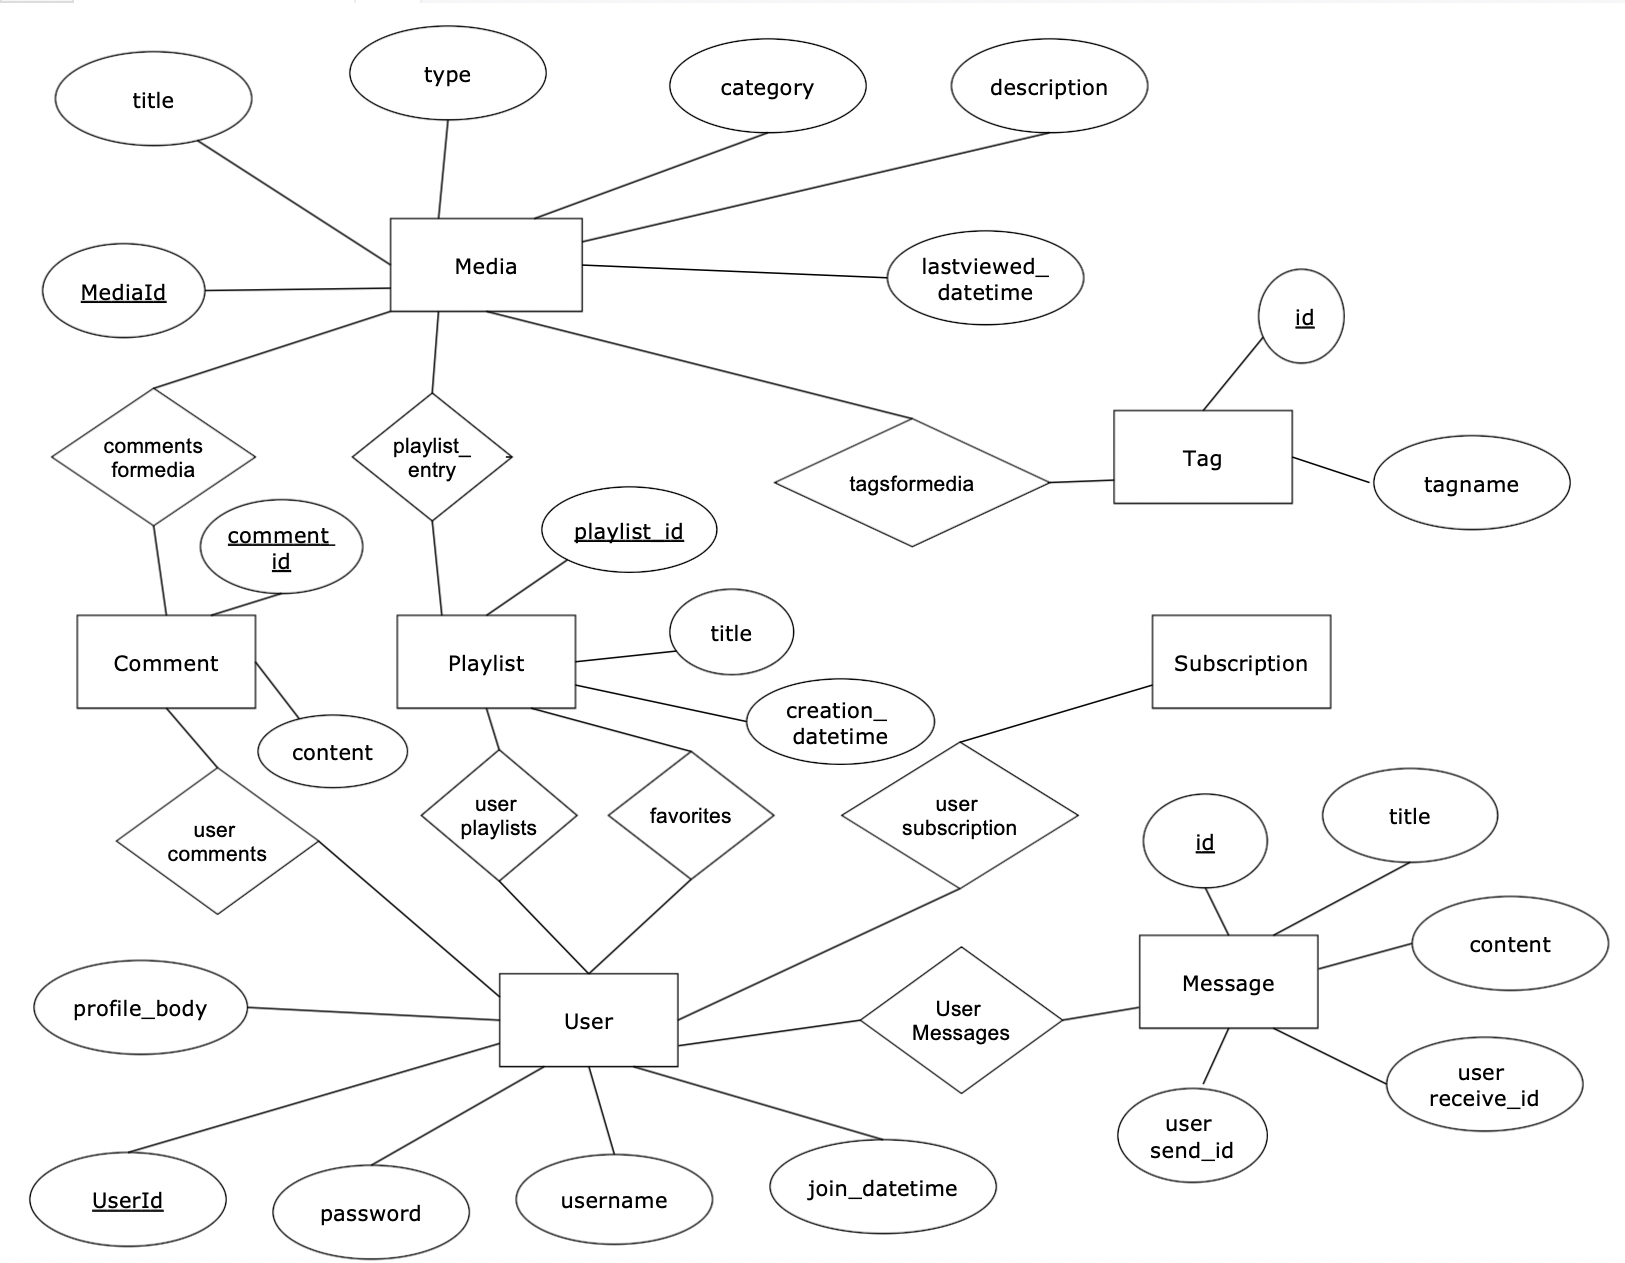 title
type
category
description
Media
MediaId
lastviewed_
datetime
id
Tag
tagname
comments
formedia
playlist_
entry
tagsformedia
comment_
id
playlist_id
title
Comment
Playlist
Subscription
creation_
datetime
content
user
comments
user
playlists
favorites
user
subscription
id
title
content
Message
User
Messages
User
profile_body
user
receive_id
user
send_id
UserId
password
username
join_datetime